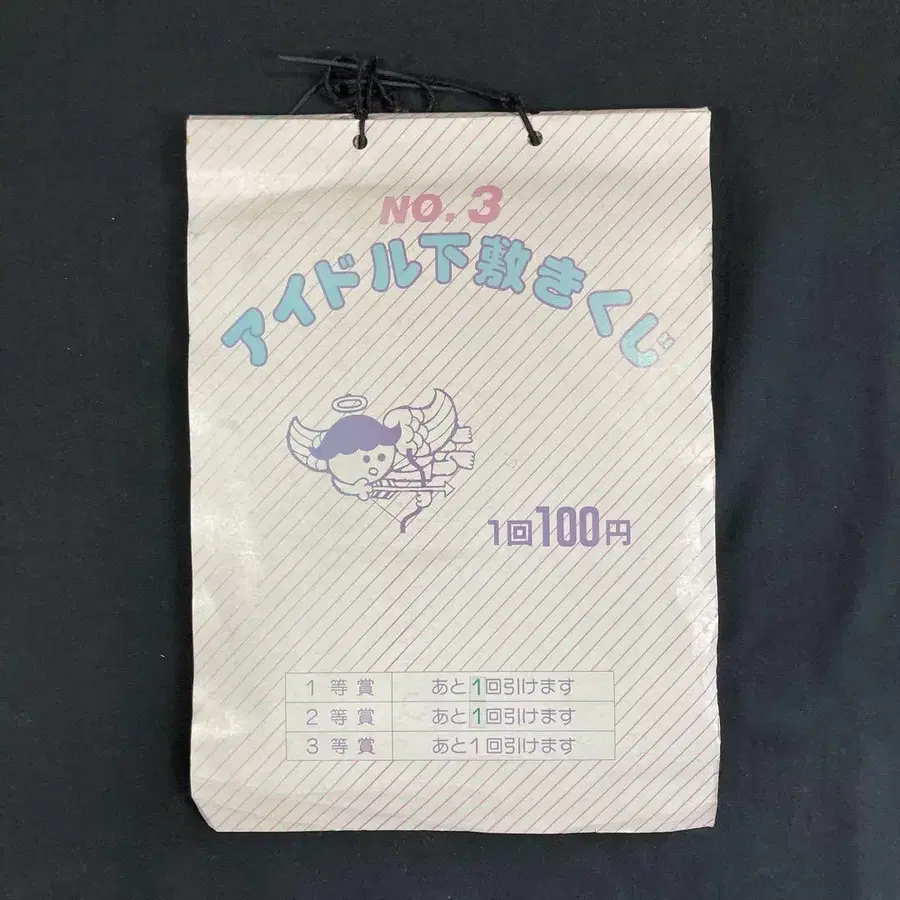 NO.3
アイドル下敷きくじ
1回100円
1等賞 あと1回引けます
2等賞 あと1回引けます
3等賞 あと1回引けます